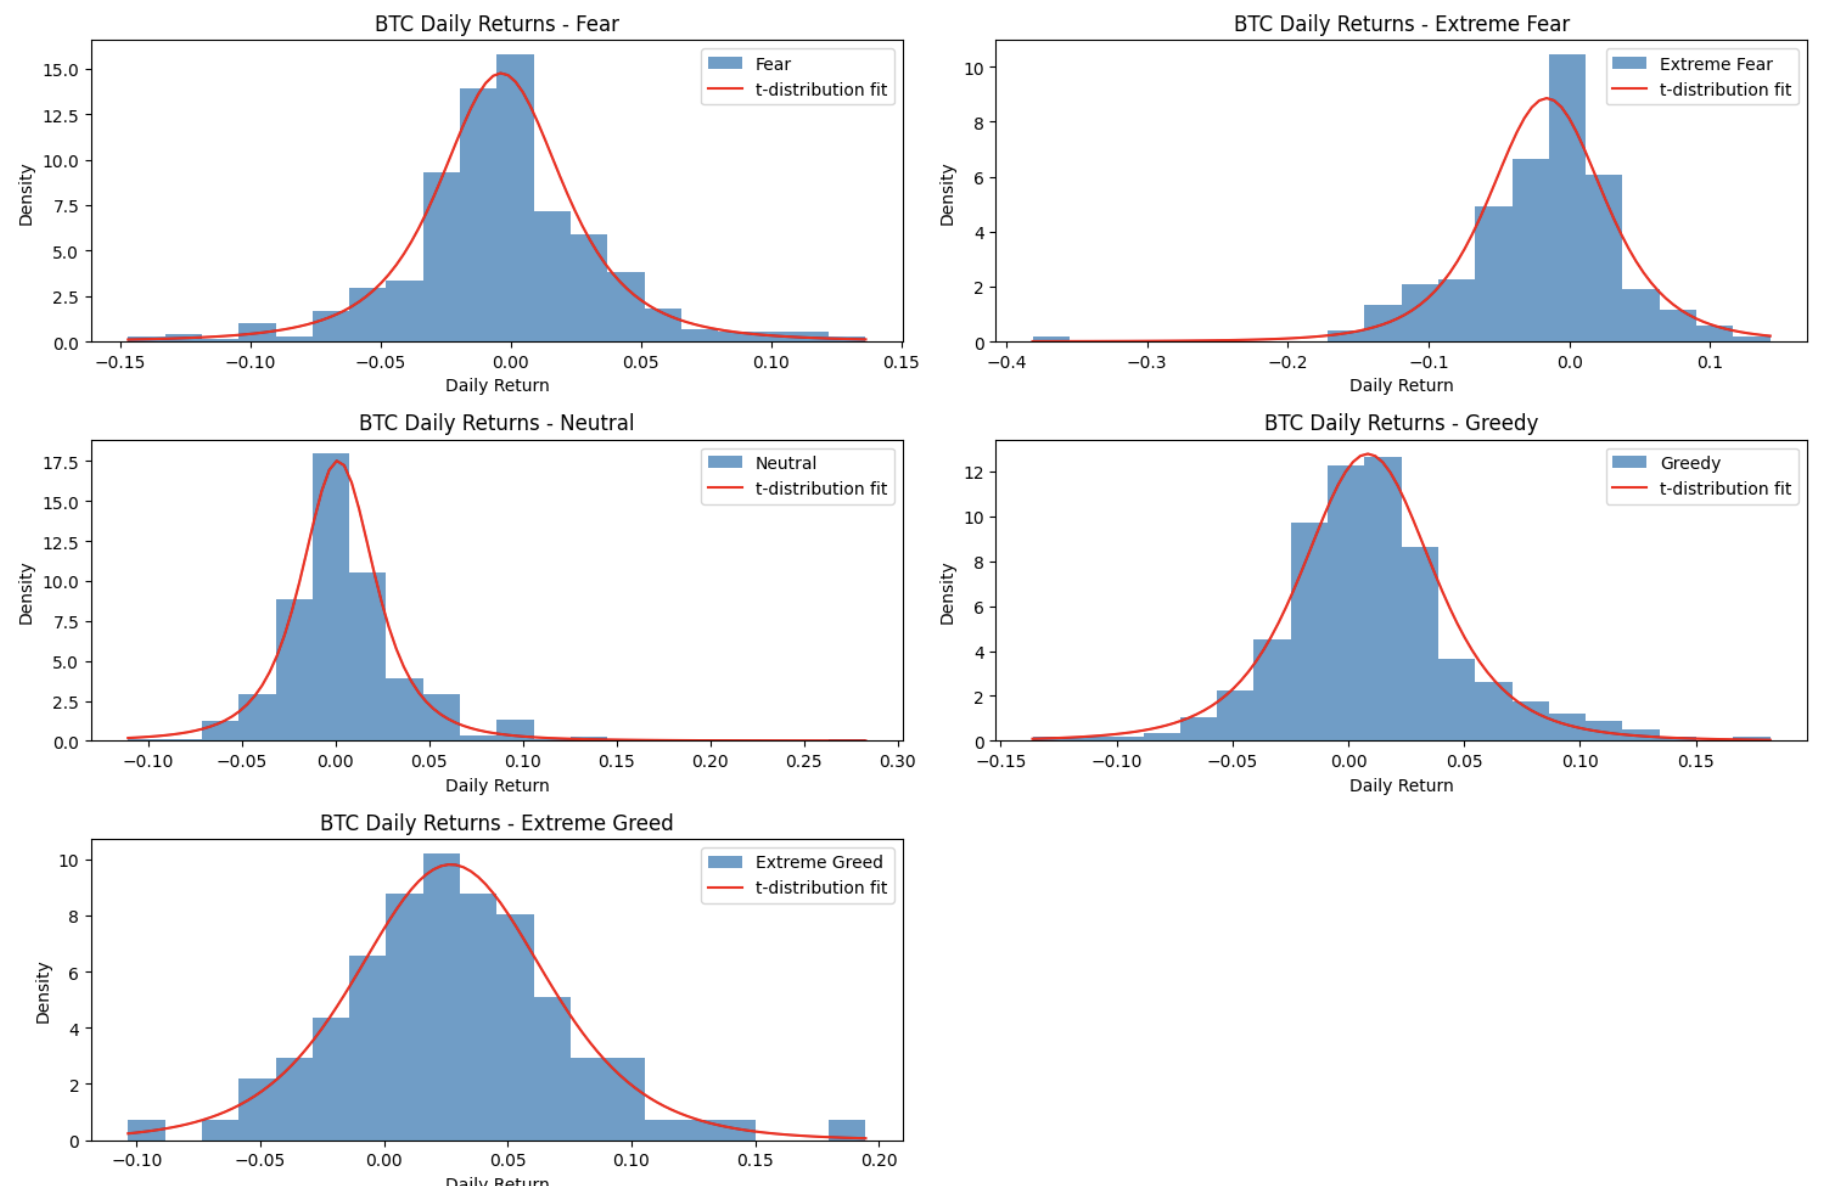 BTC Daily Returns - Fear
15.0
12.5
10.0
7.5
5.0
2.5
0.0
Density
Fear
t-distribution fit
−0.15 −0.10 −0.05 0.00 0.05 0.10 0.15
Daily Return
BTC Daily Returns - Extreme Fear
10
8
6
4
2
0
Density
Extreme Fear
t-distribution fit
−0.4 −0.3 −0.2 −0.1 0.0 0.1
Daily Return
BTC Daily Returns - Neutral
17.5
15.0
12.5
10.0
7.5
5.0
2.5
0.0
Density
Neutral
t-distribution fit
−0.10 −0.05 0.00 0.05 0.10 0.15 0.20 0.25 0.30
Daily Return
BTC Daily Returns - Greedy
12
10
8
6
4
2
0
Density
Greedy
t-distribution fit
−0.15 −0.10 −0.05 0.00 0.05 0.10 0.15
Daily Return
BTC Daily Returns - Extreme Greed
10
8
6
4
2
0
Density
Extreme Greed
t-distribution fit
−0.10 −0.05 0.00 0.05 0.10 0.15 0.20
Daily Return